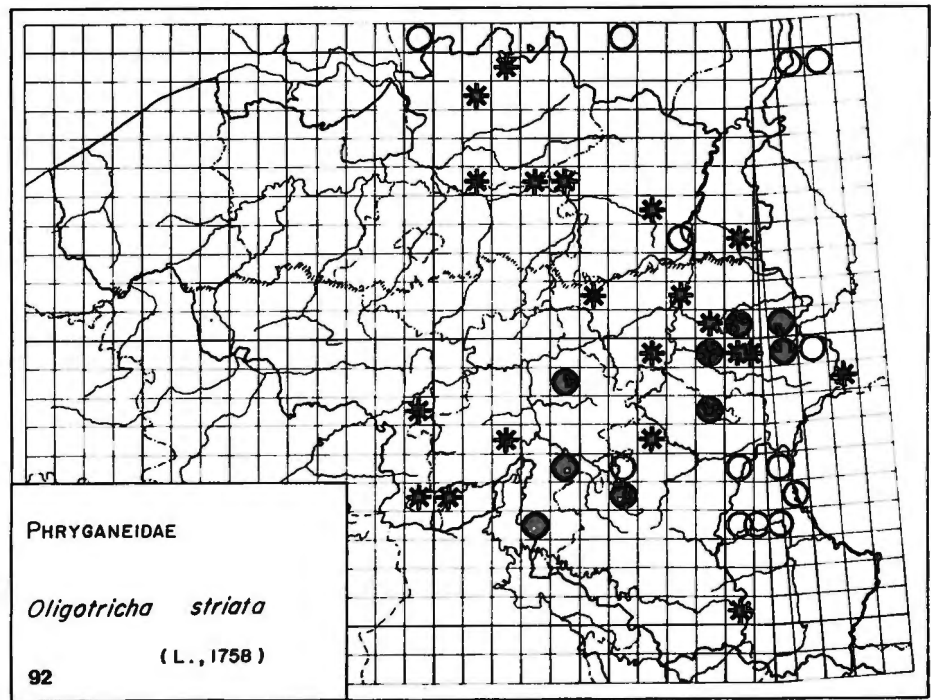 PHRYGANEIDAE
Oligotricha striata
(L., 1758)
92